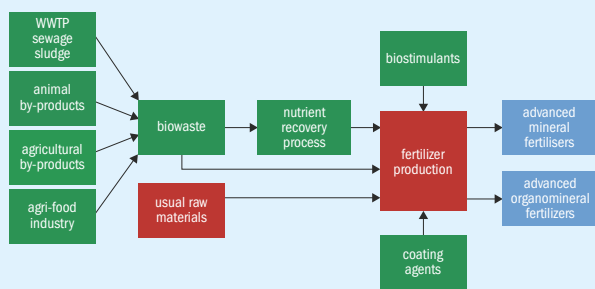 WWTP
sewage
sludge
animal
by-products
agricultural
by-products
agri-food
industry
biowaste
usual raw
materials
nutrient
recovery
process
biostimulants
fertilizer
production
coating
agents
advanced
mineral
fertilisers
advanced
organomineral
fertilizers